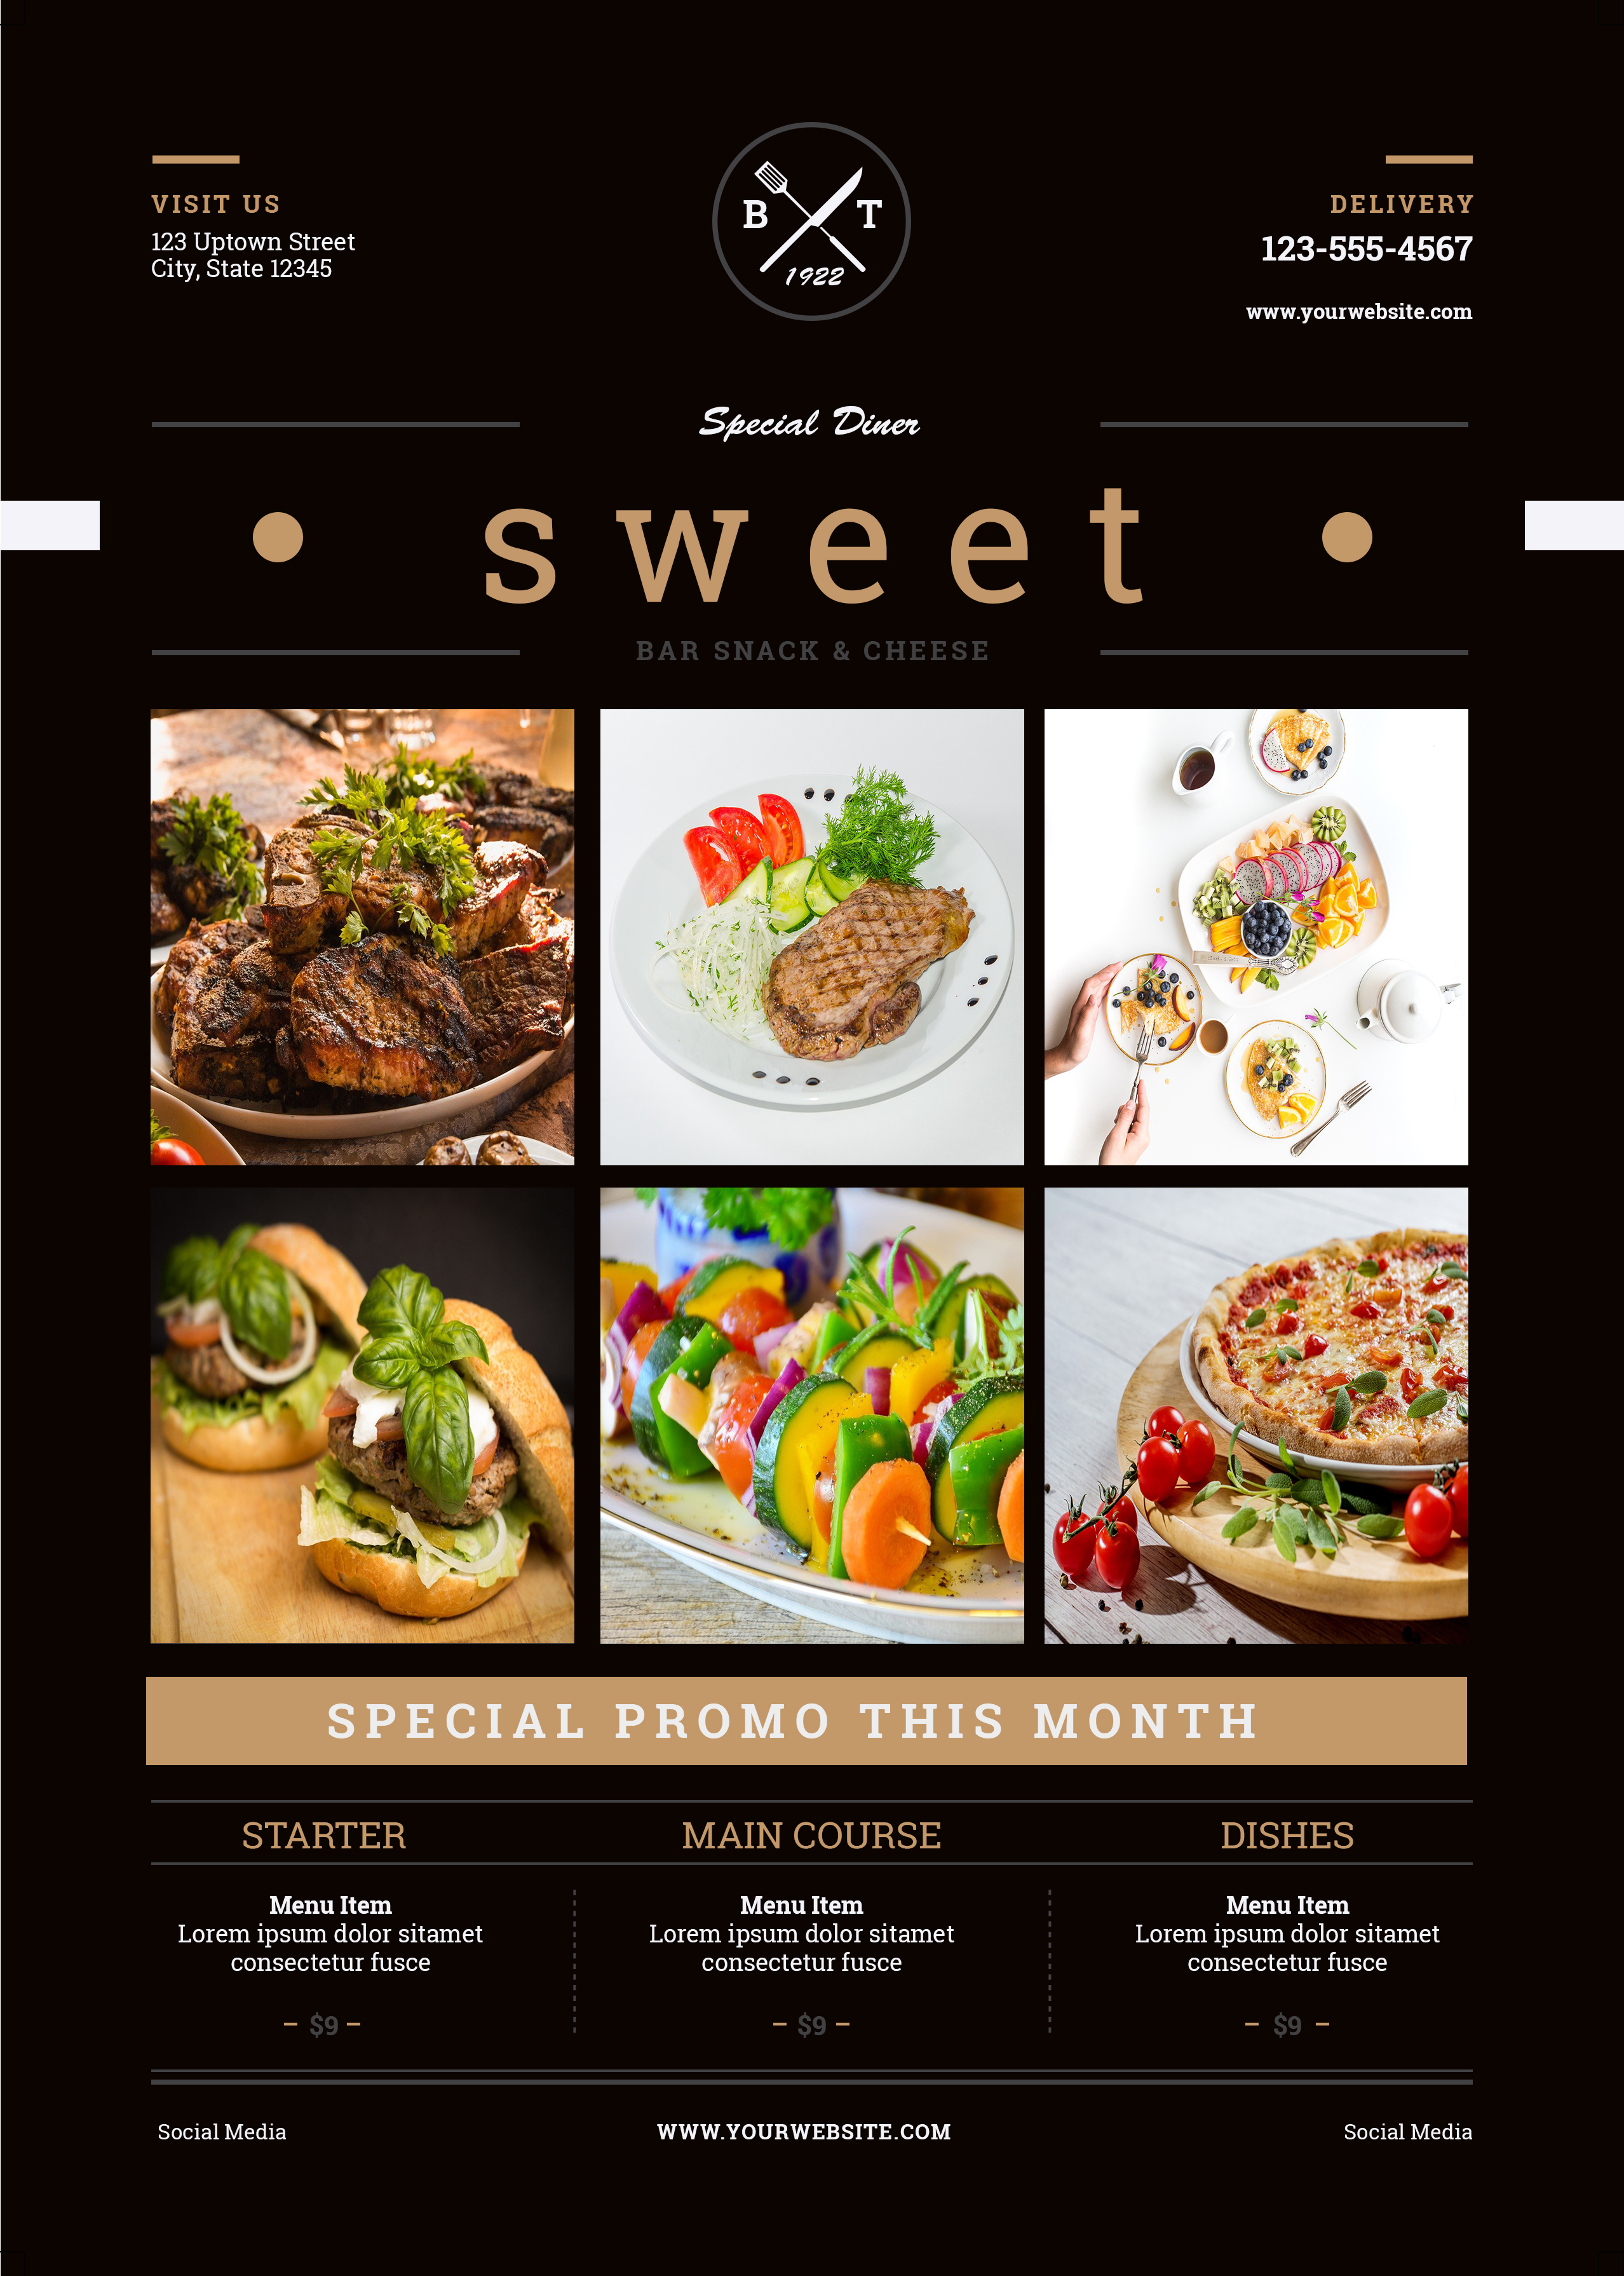 VISIT US
123 Uptown Street
City, State 12345
B T
1922
DELIVERY
123-555-4567
www.yourwebsite.com
Special Diner
sweet
BAR SNACK & CHEESE
SPECIAL PROMO THIS MONTH
STARTER
Menu Item
Lorem ipsum dolor sitamet
consectetur fusce
- $9 -
MAIN COURSE
Menu Item
Lorem ipsum dolor sitamet
consectetur fusce
- $9 -
DISHES
Menu Item
Lorem ipsum dolor sitamet
consectetur fusce
- $9 -
Social Media
WWW.YOURWEBSITE.COM
Social Media